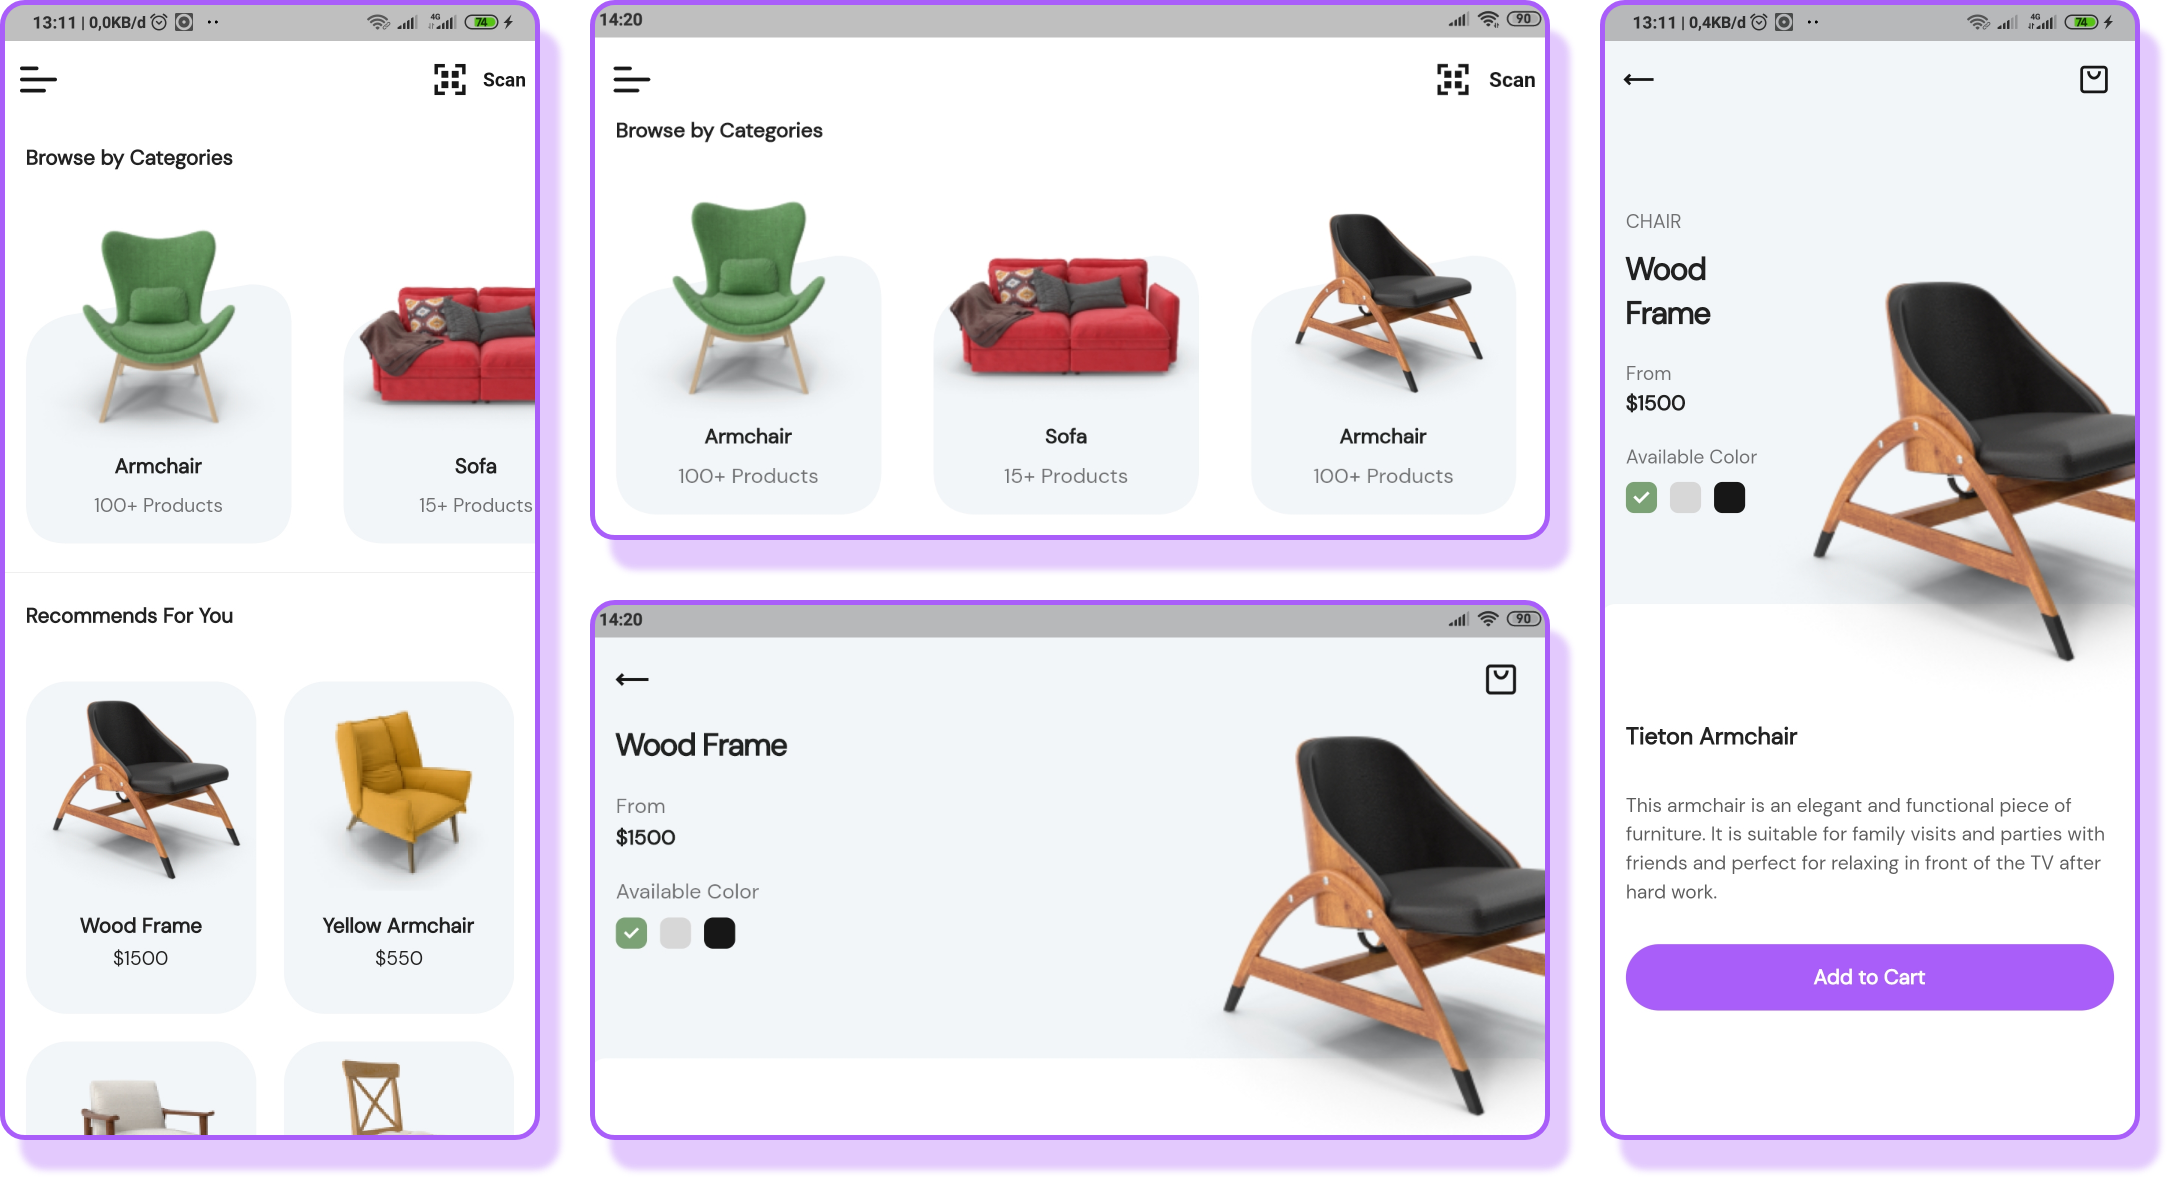 13:11 | 0,0KB/d
4G
74
Scan
Browse by Categories
Armchair
100+ Products
Sofa
15+ Products
Recommends For You
Wood Frame
$1500
Yellow Armchair
$550
14:20
90
Scan
Browse by Categories
Armchair
100+ Products
Sofa
15+ Products
Armchair
100+ Products
14:20
90
Wood Frame
From
$1500
Available Color
13:11 | 0,4KB/d
4G
74
CHAIR
Wood
Frame
From
$1500
Available Color
Tieton Armchair
This armchair is an elegant and functional piece of
furniture. It is suitable for family visits and parties with
friends and perfect for relaxing in front of the TV after
hard work.
Add to Cart